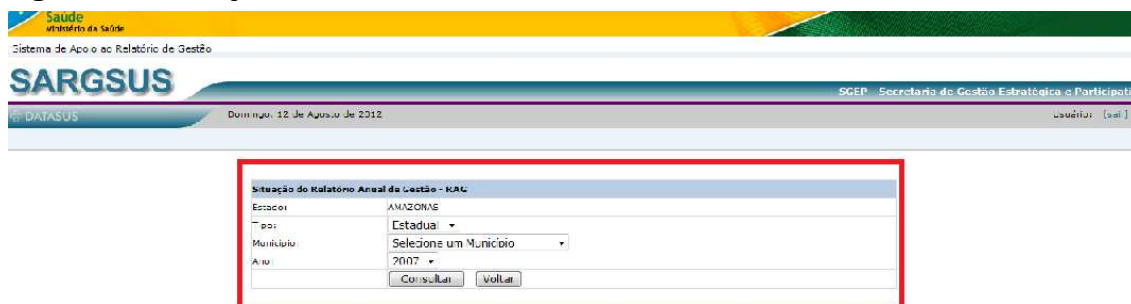 Saúde
Ministério da Saúde
Sistema de Apoio ao Relatório de Gestão
SARGSUS
SGEP Secretaria de Gestão Estratégica e Participati
DATASUS Domingo, 12 de Agosto de 2012 Usuário: [sair]
Situação do Relatório Anual de Gestão - RAG
Estado: AMAZONAS
Tipo: Estadual
Município: Selecione um Município
Ano: 2007
Consultar Voltar